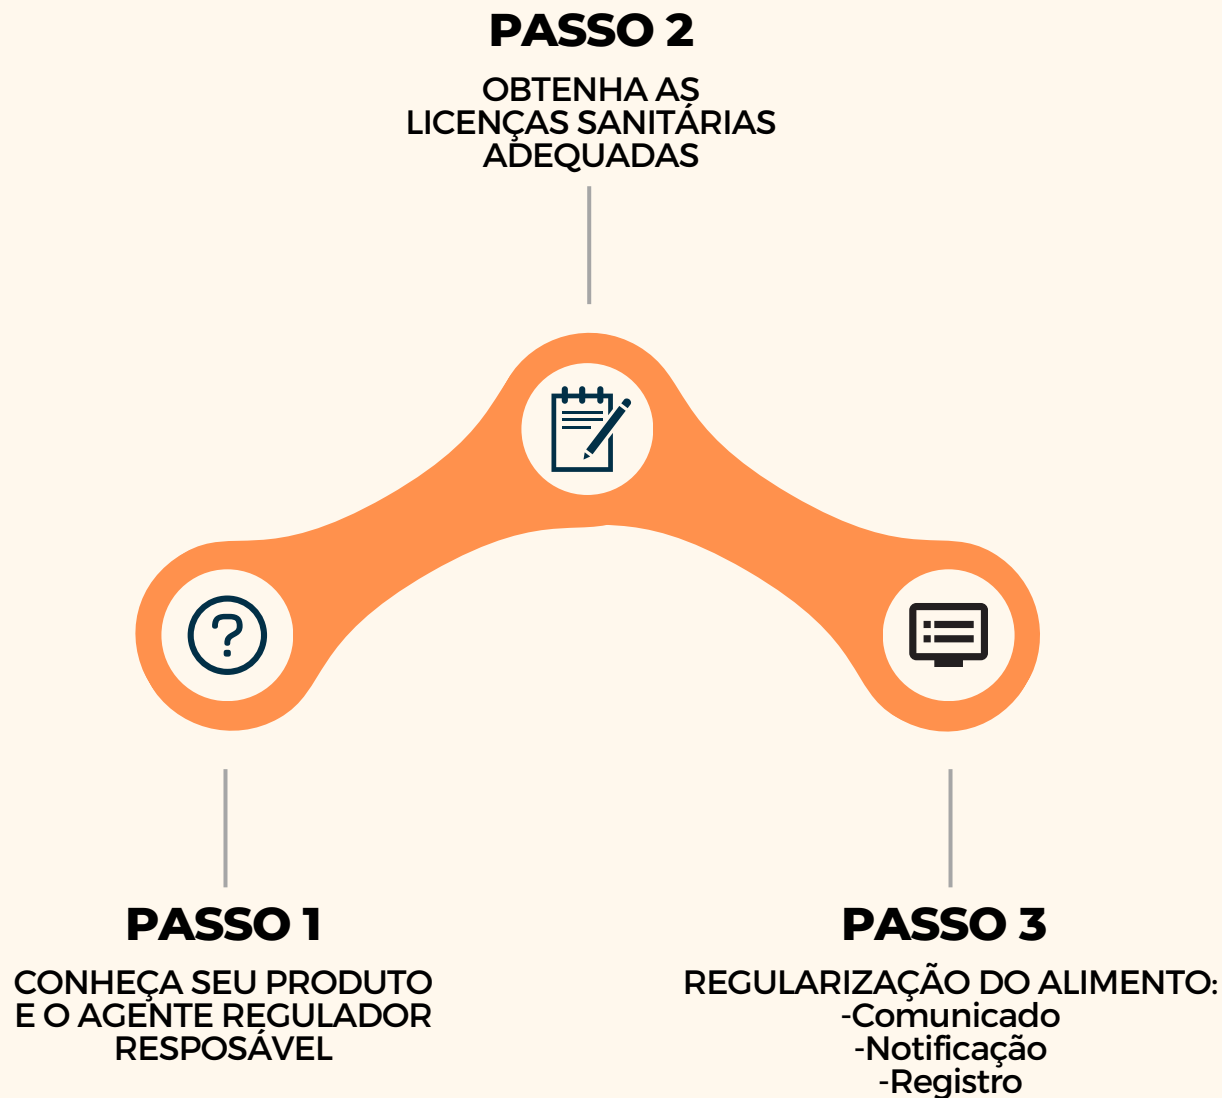 PASSO 2
OBTENHA AS
LICENÇAS SANITÁRIAS
ADEQUADAS
PASSO 1
CONHEÇA SEU PRODUTO
E O AGENTE REGULADOR
RESPOSÁVEL
PASSO 3
REGULARIZAÇÃO DO ALIMENTO:
-Comunicado
-Notificação
-Registro